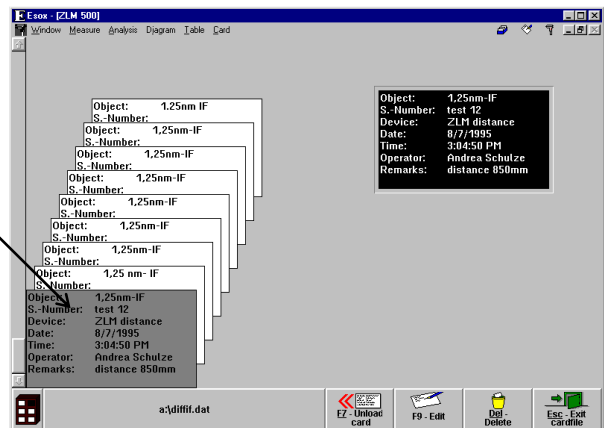 Esox - [ZLM 500]
Window Measure Analysis Djagram Table Card
Object: 1.25nm IF
S.-Number:
Object: 1,25nm-IF
S.-Number:
Object: 1,25nm-IF
S.-Number:
Object: 1,25nm-IF
S.-Number:
Object: 1,25nm-IF
S.-Number:
Object: 1,25nm-IF
S.-Number:
Object: 1,25nm-IF
S.-Number:
Object: 1,25 nm- IF
S.-Number:
Object: 1,25nm-IF
S.-Number: test 12
Device: ZLM distance
Date: 8/7/1995
Time: 3:04:50 PM
Operator: Andrea Schulze
Remarks: distance 850mm
Object: 1,25nm-IF
S.-Number: test 12
Device: ZLM distance
Date: 8/7/1995
Time: 3:04:50 PM
Operator: Andrea Schulze
Remarks: distance 850mm
a:\diffif.dat
F7 - Unload
card
F9 - Edit
Del -
Delete
Esc - Exit
cardfile